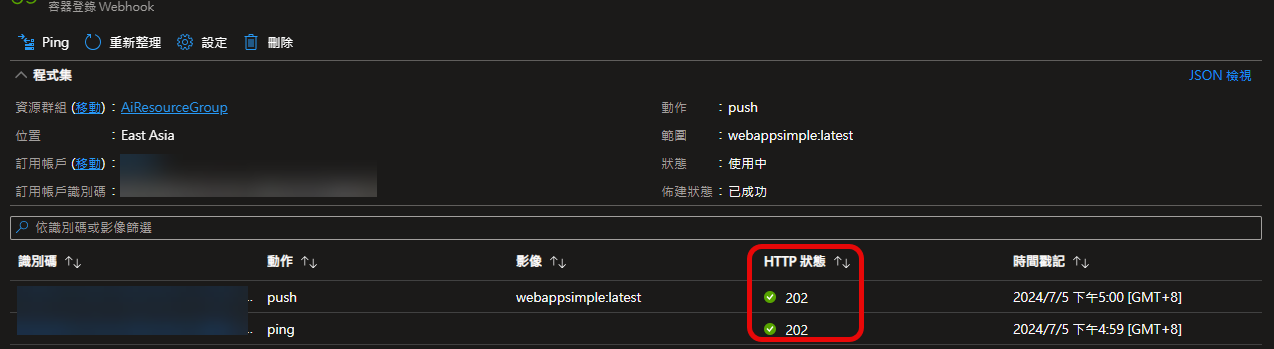 容器登錄 Webhook
Ping 重新整理 設定 刪除
程式集 JSON 檢視
資源群組 (移動) : AiResourceGroup 動作 : push
位置 : East Asia 範圍 : webappsimple:latest
訂用帳戶 (移動) : 狀態 : 使用中
訂用帳戶識別碼 : 佈建狀態 : 已成功
依識別碼或影像篩選
識別碼 ↑↓ 動作 ↑↓ 影像 ↑↓ HTTP 狀態 ↑↓ 時間戳記 ↑↓
.. push webappsimple:latest 202 2024/7/5 下午5:00 [GMT+8]
.. ping 202 2024/7/5 下午4:59 [GMT+8]